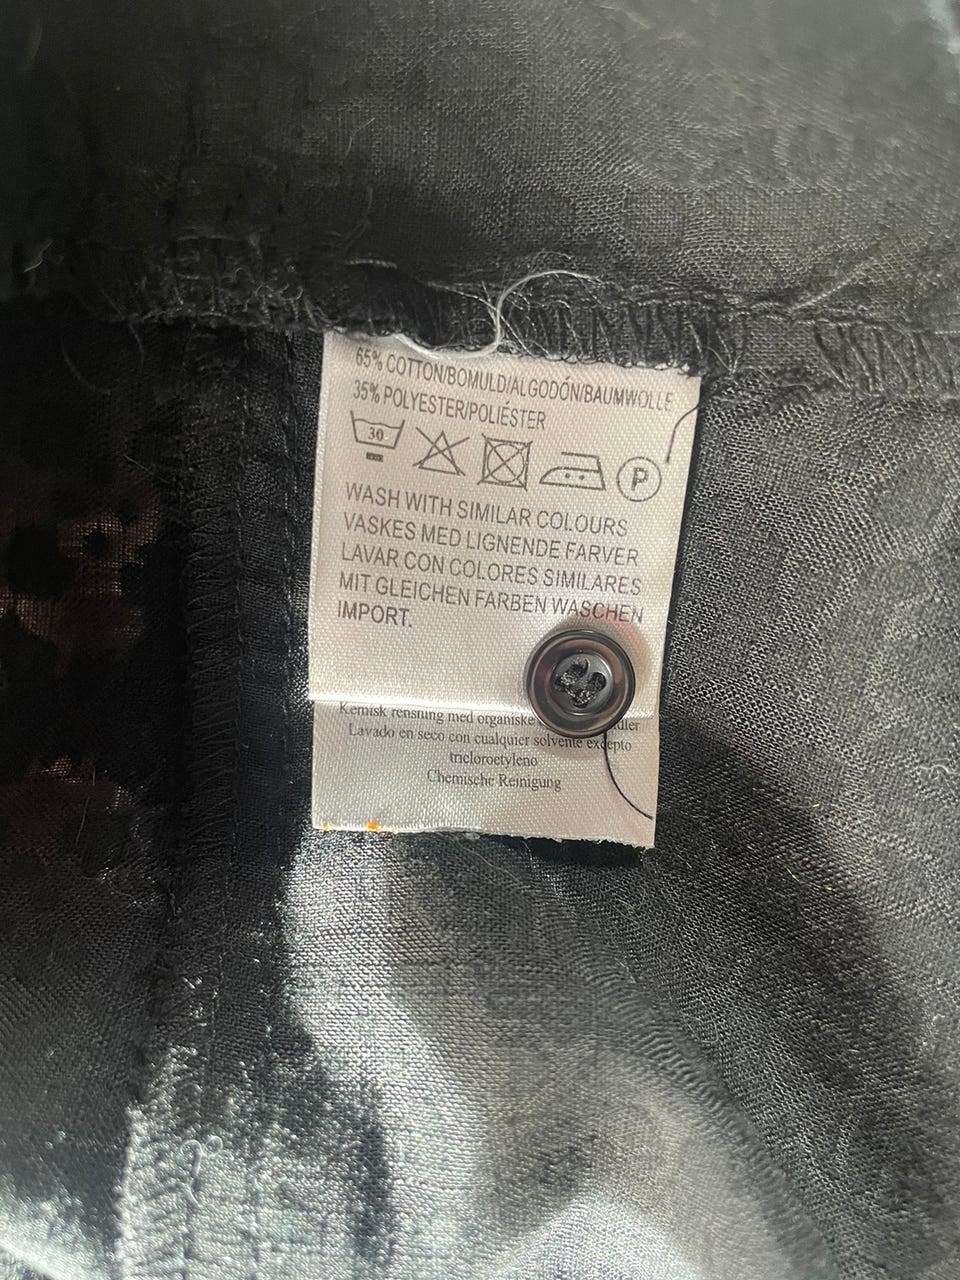 65% COTTON/BOMULD/ALGODÓN/BAUMWOLLE
35% POLYESTER/POLIÉSTER
30 P
WASH WITH SIMILAR COLOURS
VASKES MED LIGNENDE FARVER
LAVAR CON COLORES SIMILARES
MIT GLEICHEN FARBEN WASCHEN
IMPORT.
Kemisk rensning med organiske
Lavado en seco con cualquier solvente excepto
tricloroetyleno
Chemische Reinigung